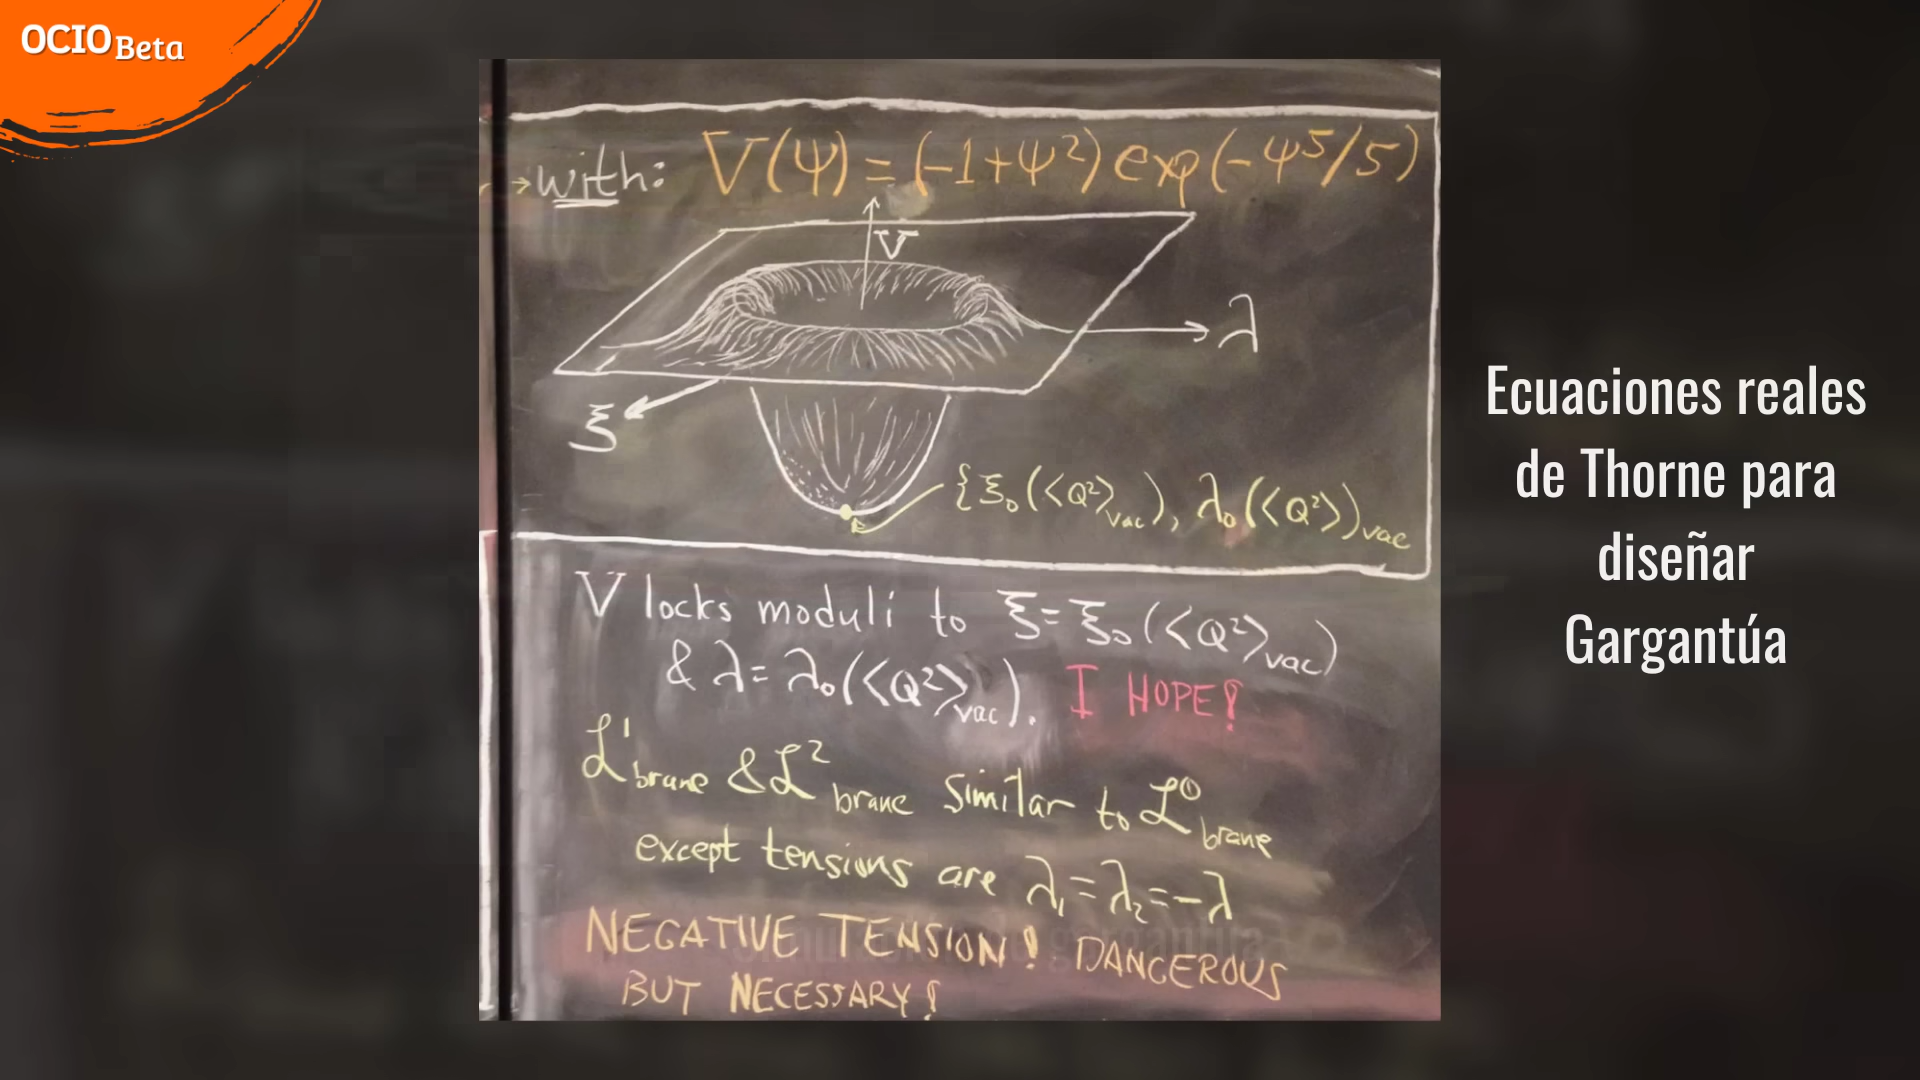 OCIO Beta
→with: V(Ψ) = (-1+Ψ²) exp(-Ψ⁵/5)
V
λ
ξ
{ξ₀(<Q²>vac), λ₀(<Q²>)vac
V locks moduli to ξ=ξ₀(<Q²>vac)
& λ=λ₀(<Q²>vac). I HOPE!
ℒ¹brane & ℒ²brane similar to ℒ⁰brane
except tensions are λ₁=λ₂=-λ
NEGATIVE TENSION! DANGEROUS
BUT NECESSARY!
Ecuaciones reales
de Thorne para
diseñar
Gargantúa